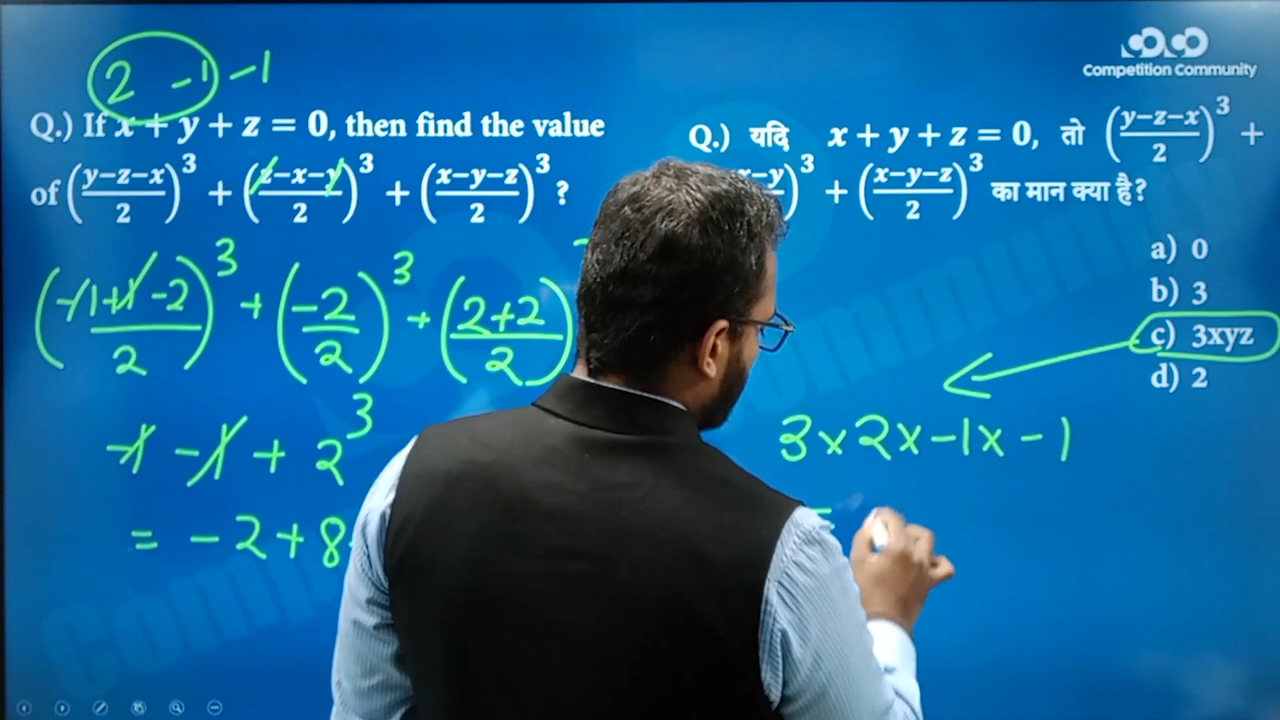 2 -1 -1
COCO
Competition Community
Q.) If x + y + z = 0, then find the value
of ((y-z-x)/2)³ + ((z-x-y)/2)³ + ((x-y-z)/2)³ ?
Q.) यदि x + y + z = 0, तो ((y-z-x)/2)³ +
x-y)³ + ((x-y-z)/2)³ का मान क्या है?
a) 0
b) 3
c) 3xyz
d) 2
((-1+1-2)/2)³ + (-2/2)³ + ((2+2)/2)
-1 -1 + 2³
= -2+8
3×2×-1×-1
=